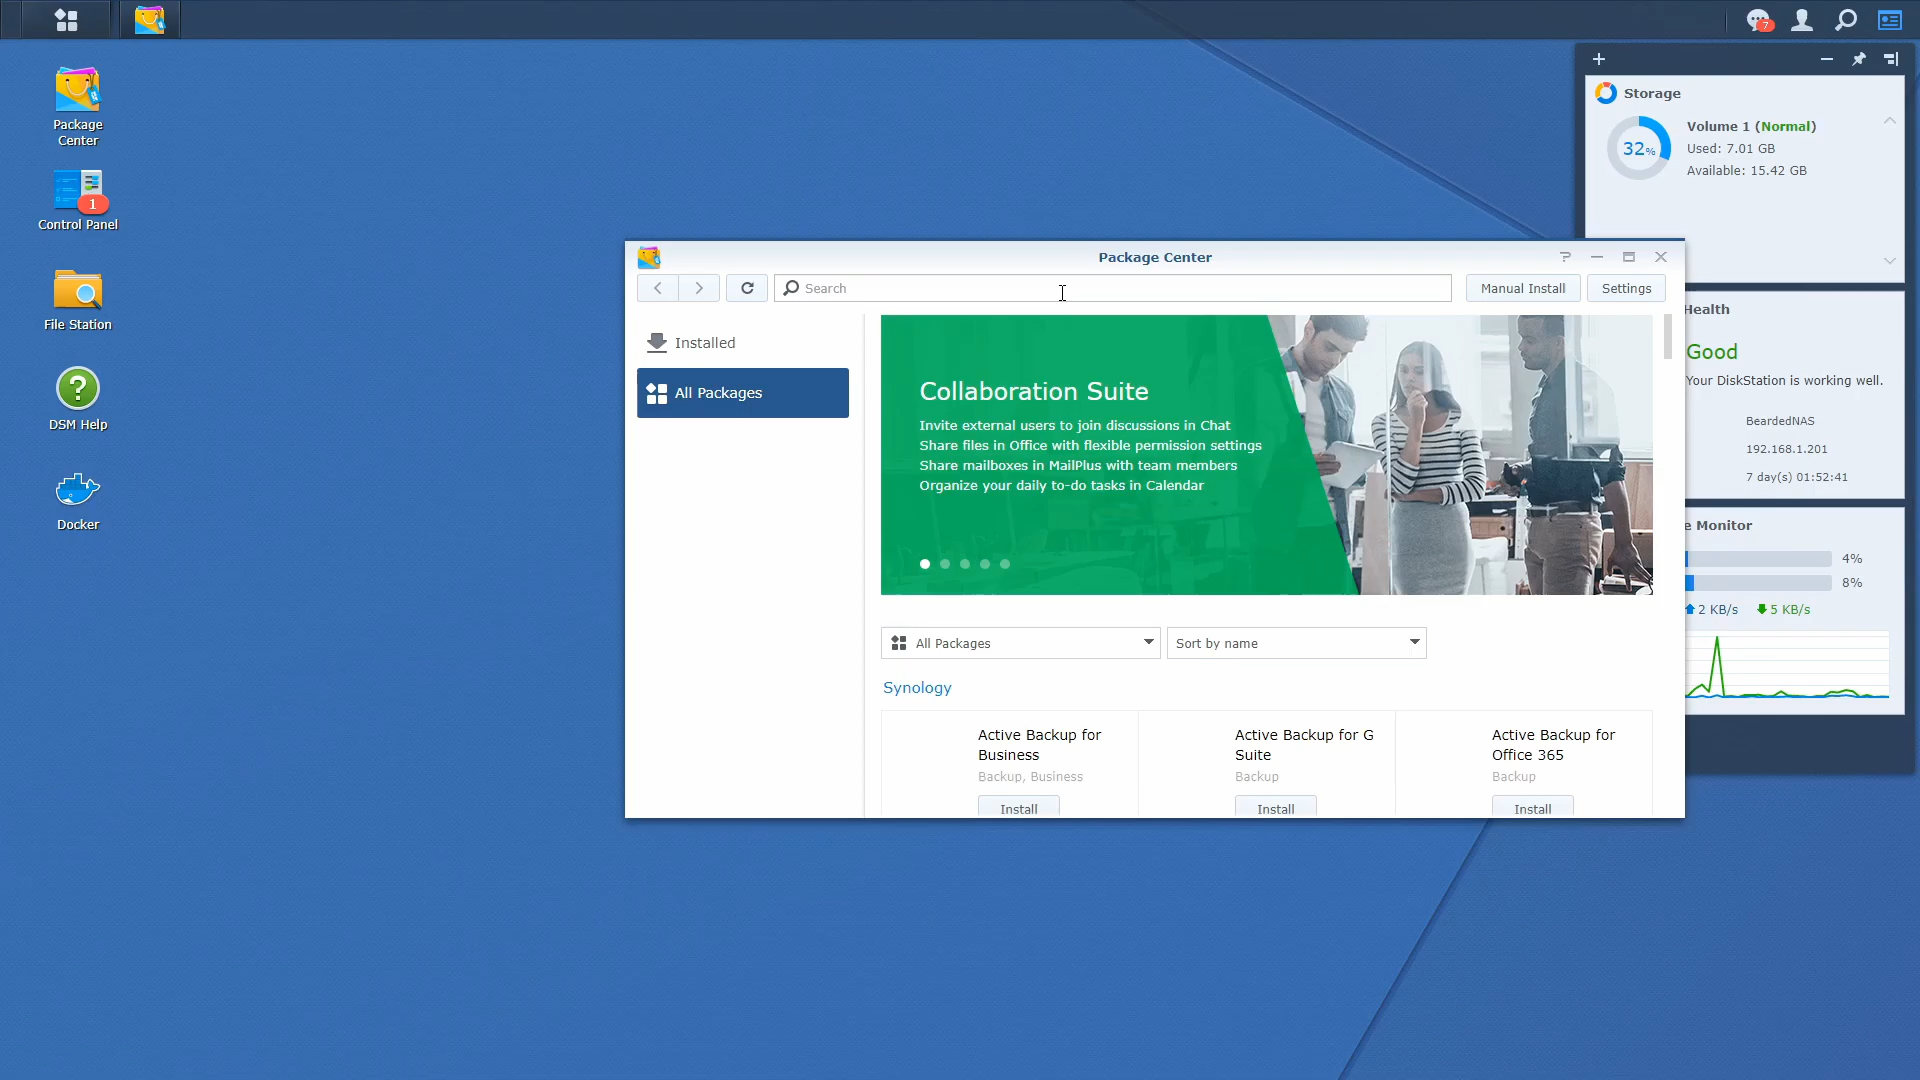 7
Package
Center
1
Control Panel
File Station
?
DSM Help
Docker
Package Center
?
Search
Manual Install
Settings
Installed
All Packages
Collaboration Suite
Invite external users to join discussions in Chat
Share files in Office with flexible permission settings
Share mailboxes in MailPlus with team members
Organize your daily to-do tasks in Calendar
All Packages
Sort by name
Synology
Active Backup for
Business
Backup, Business
Install
Active Backup for G
Suite
Backup
Install
Active Backup for
Office 365
Backup
Install
Storage
32%
Volume 1 (Normal)
Used: 7.01 GB
Available: 15.42 GB
Health
Good
Your DiskStation is working well.
BeardedNAS
192.168.1.201
7 day(s) 01:52:41
e Monitor
4%
8%
2 KB/s 5 KB/s